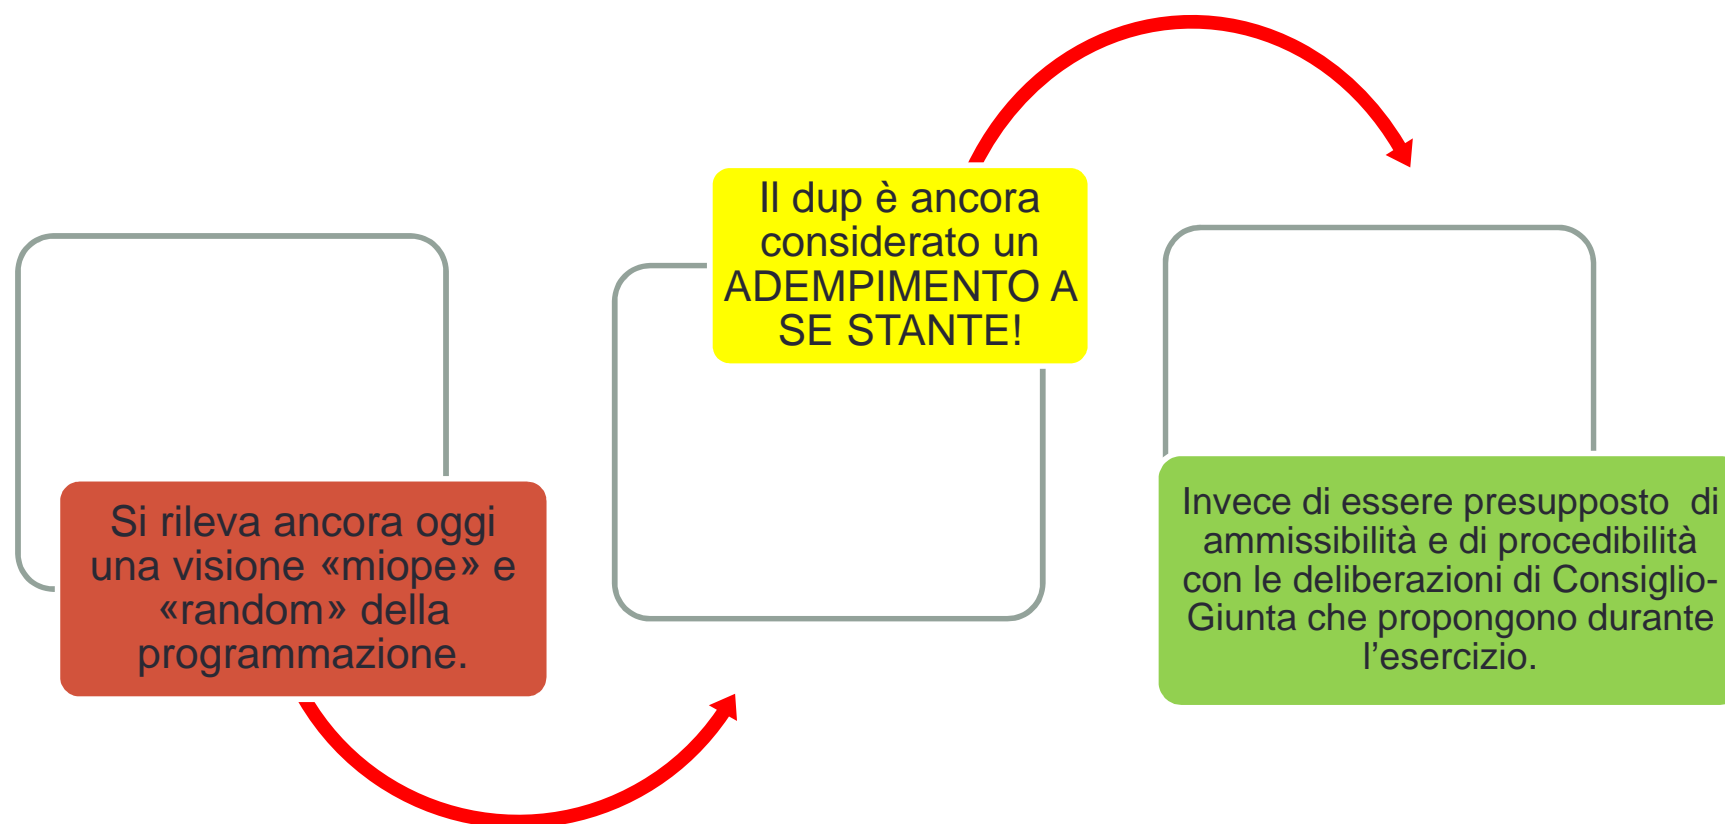 Si rileva ancora oggi
una visione «miope» e
«random» della
programmazione.
Il dup è ancora
considerato un
ADEMPIMENTO A
SE STANTE!
Invece di essere presupposto  di
ammissibilità e di procedibilità
con le deliberazioni di Consiglio-
Giunta che propongono durante
l’esercizio.